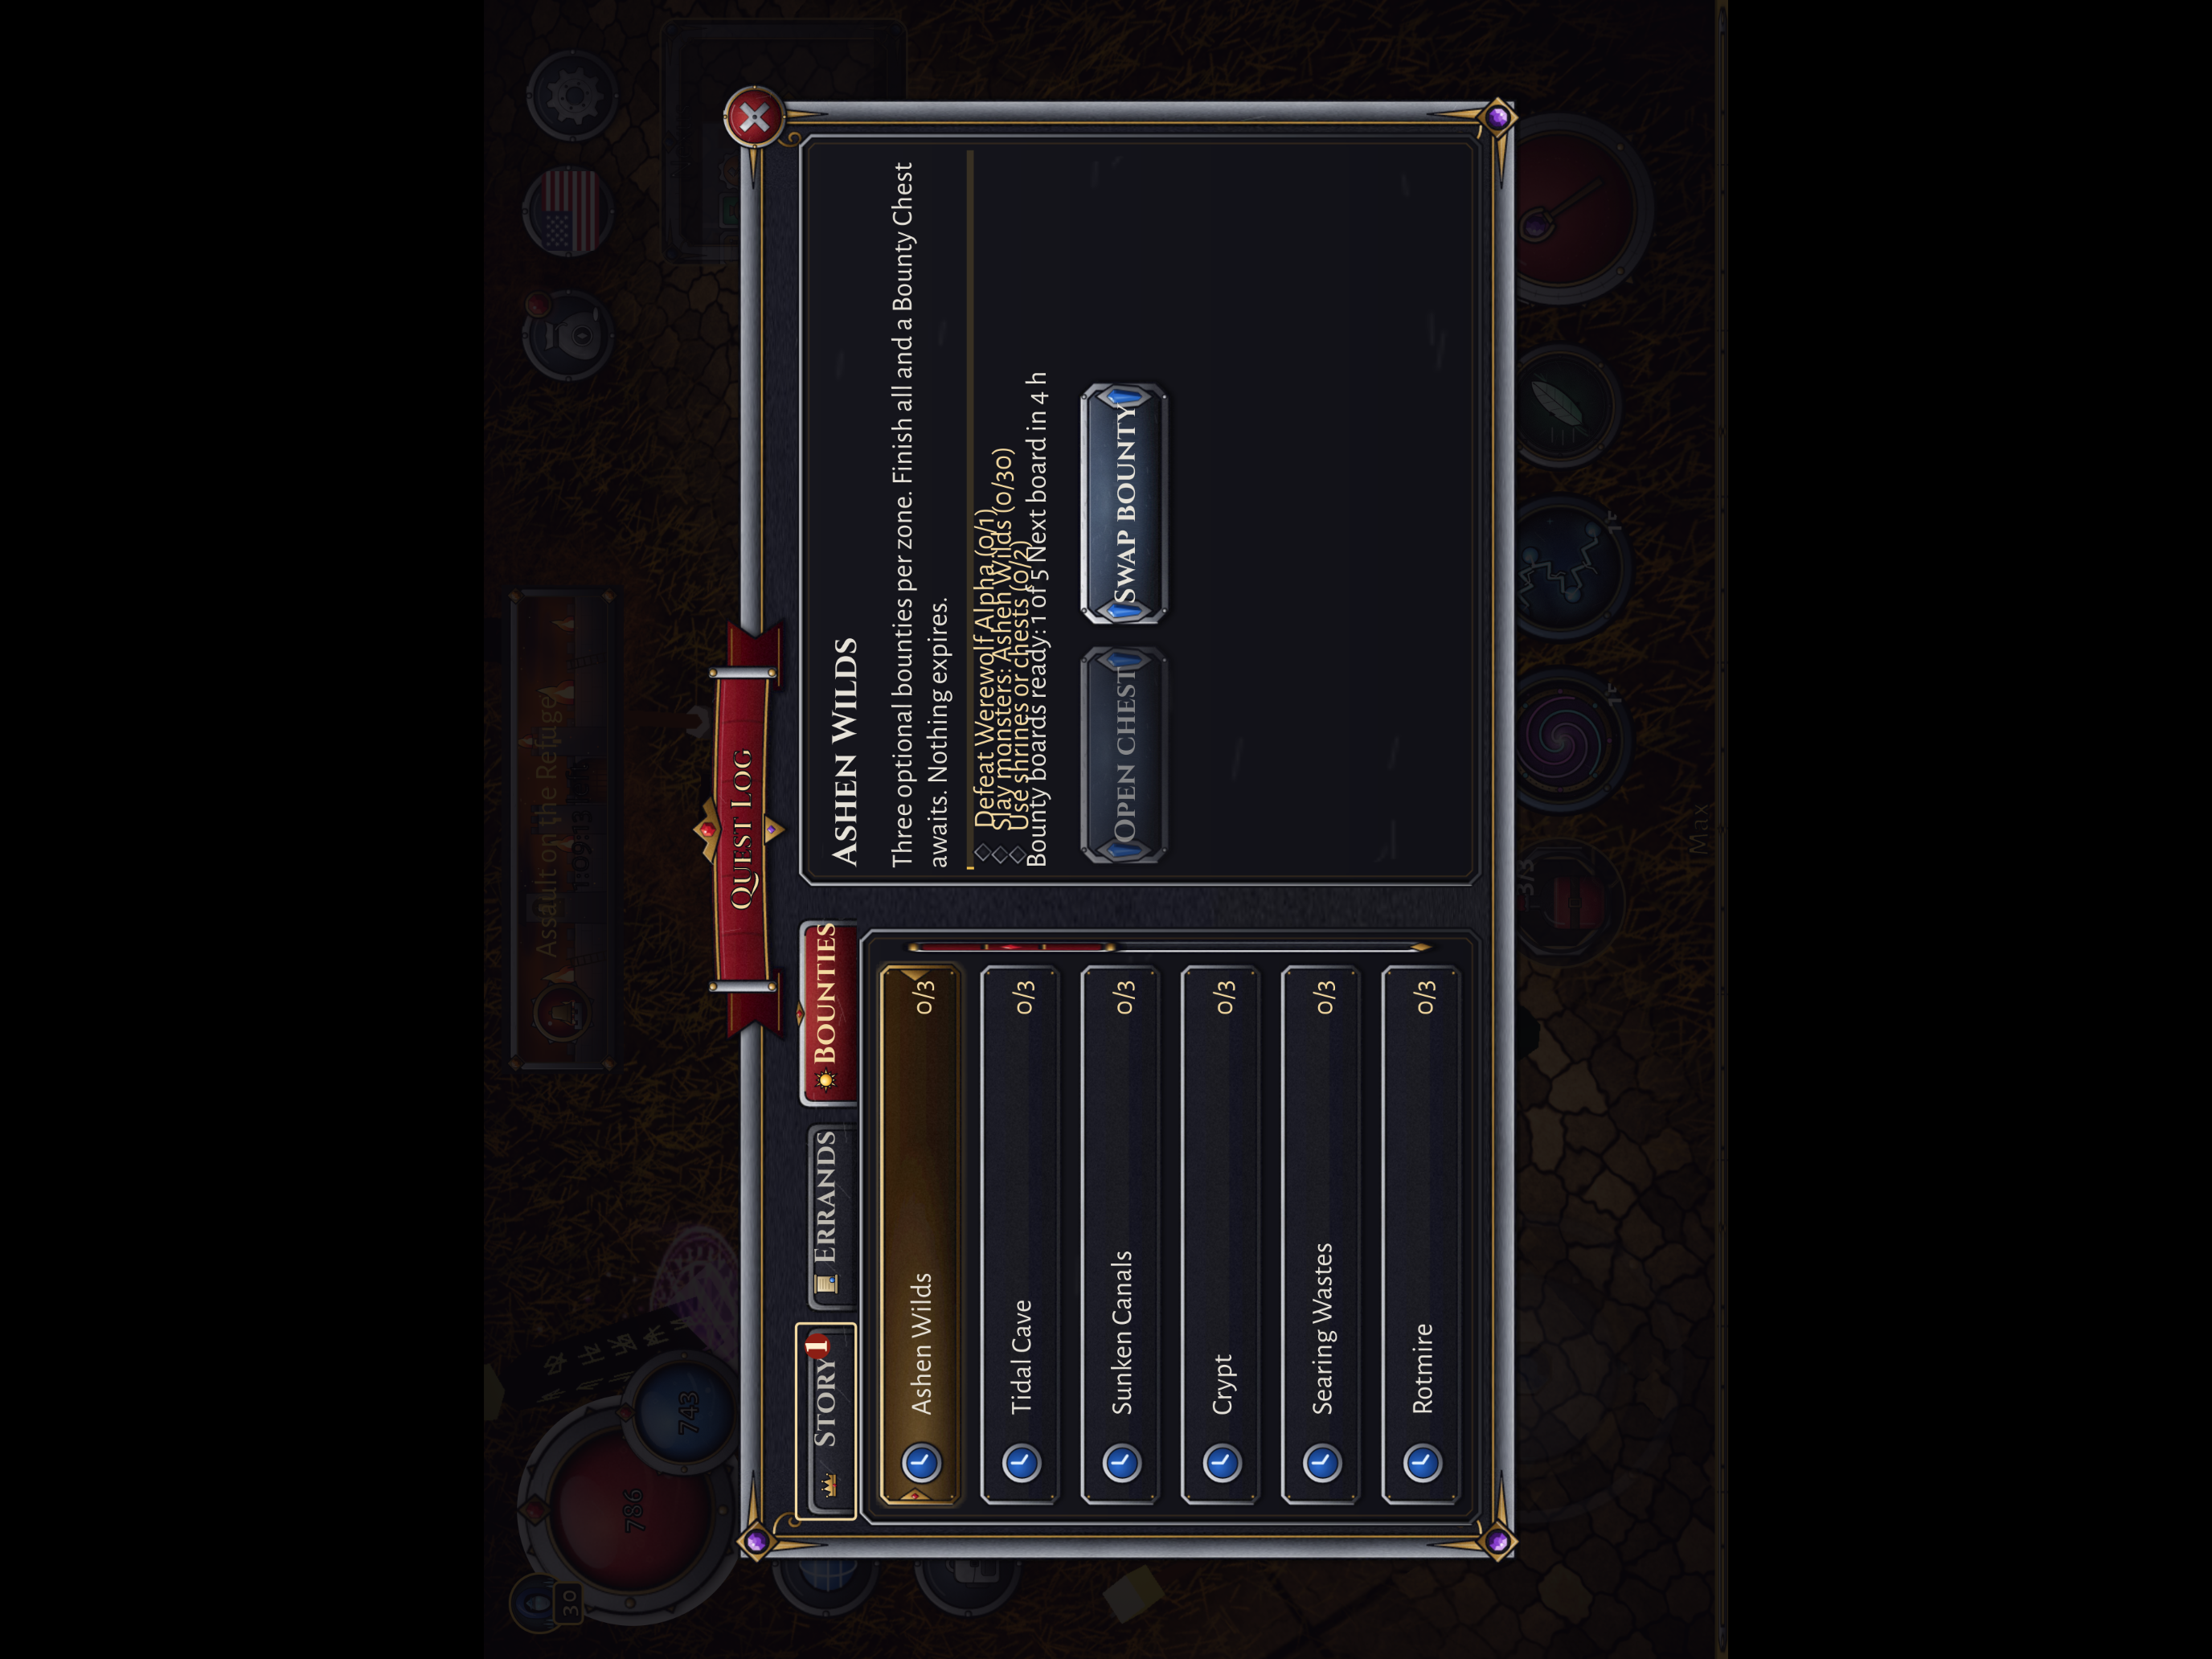 Assault on the Refuge
30
786
743
QUEST LOG
STORY
1
ERRANDS
BOUNTIES
Ashen Wilds 0/3
Tidal Cave 0/3
Sunken Canals 0/3
Crypt 0/3
Searing Wastes 0/3
Rotmire 0/3
ASHEN WILDS
Three optional bounties per zone. Finish all and a Bounty Chest
awaits. Nothing expires.
Defeat Werewolf Alpha (0/1)
Slay monsters: Ashen Wilds (0/30)
Use shrines or chests (0/2)
Bounty boards ready: 1 of 5 Next board in 4 h
OPEN CHEST
SWAP BOUNTY
3/3
Max